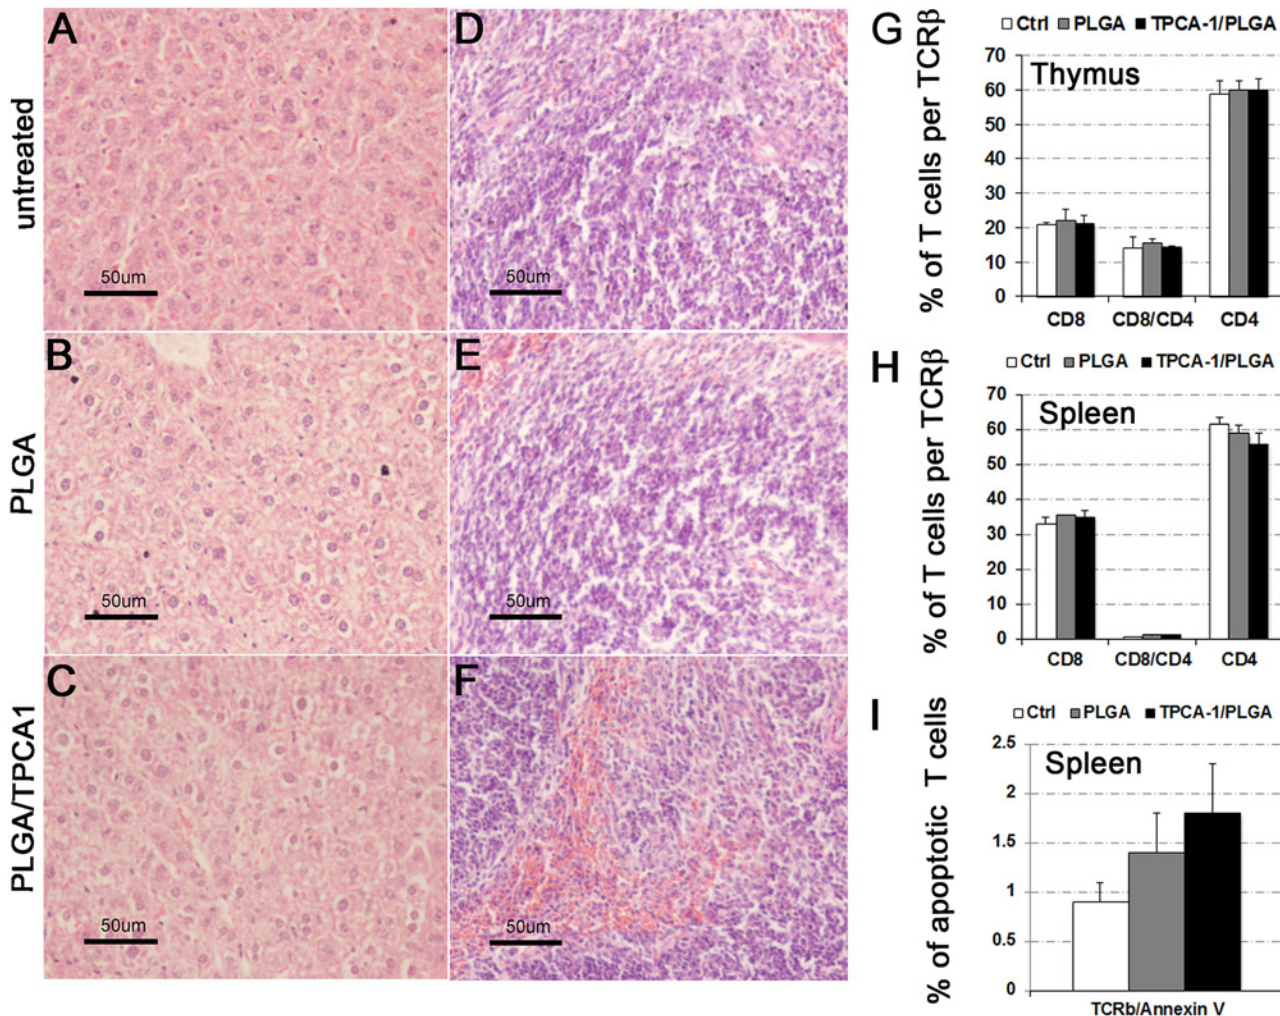 A
untreated
50um
D
50um
B
PLGA
50um
E
50um
C
PLGA/TPCA1
50um
F
50um
G
Ctrl PLGA TPCA-1/PLGA
Thymus
% of T cells per TCRβ
70
60
50
40
30
20
10
0
CD8 CD8/CD4 CD4
H
Ctrl PLGA TPCA-1/PLGA
Spleen
% of T cells per TCRβ
70
60
50
40
30
20
10
0
CD8 CD8/CD4 CD4
I
Ctrl PLGA TPCA-1/PLGA
Spleen
% of apoptotic T cells
2.5
2
1.5
1
0.5
0
TCRb/Annexin V